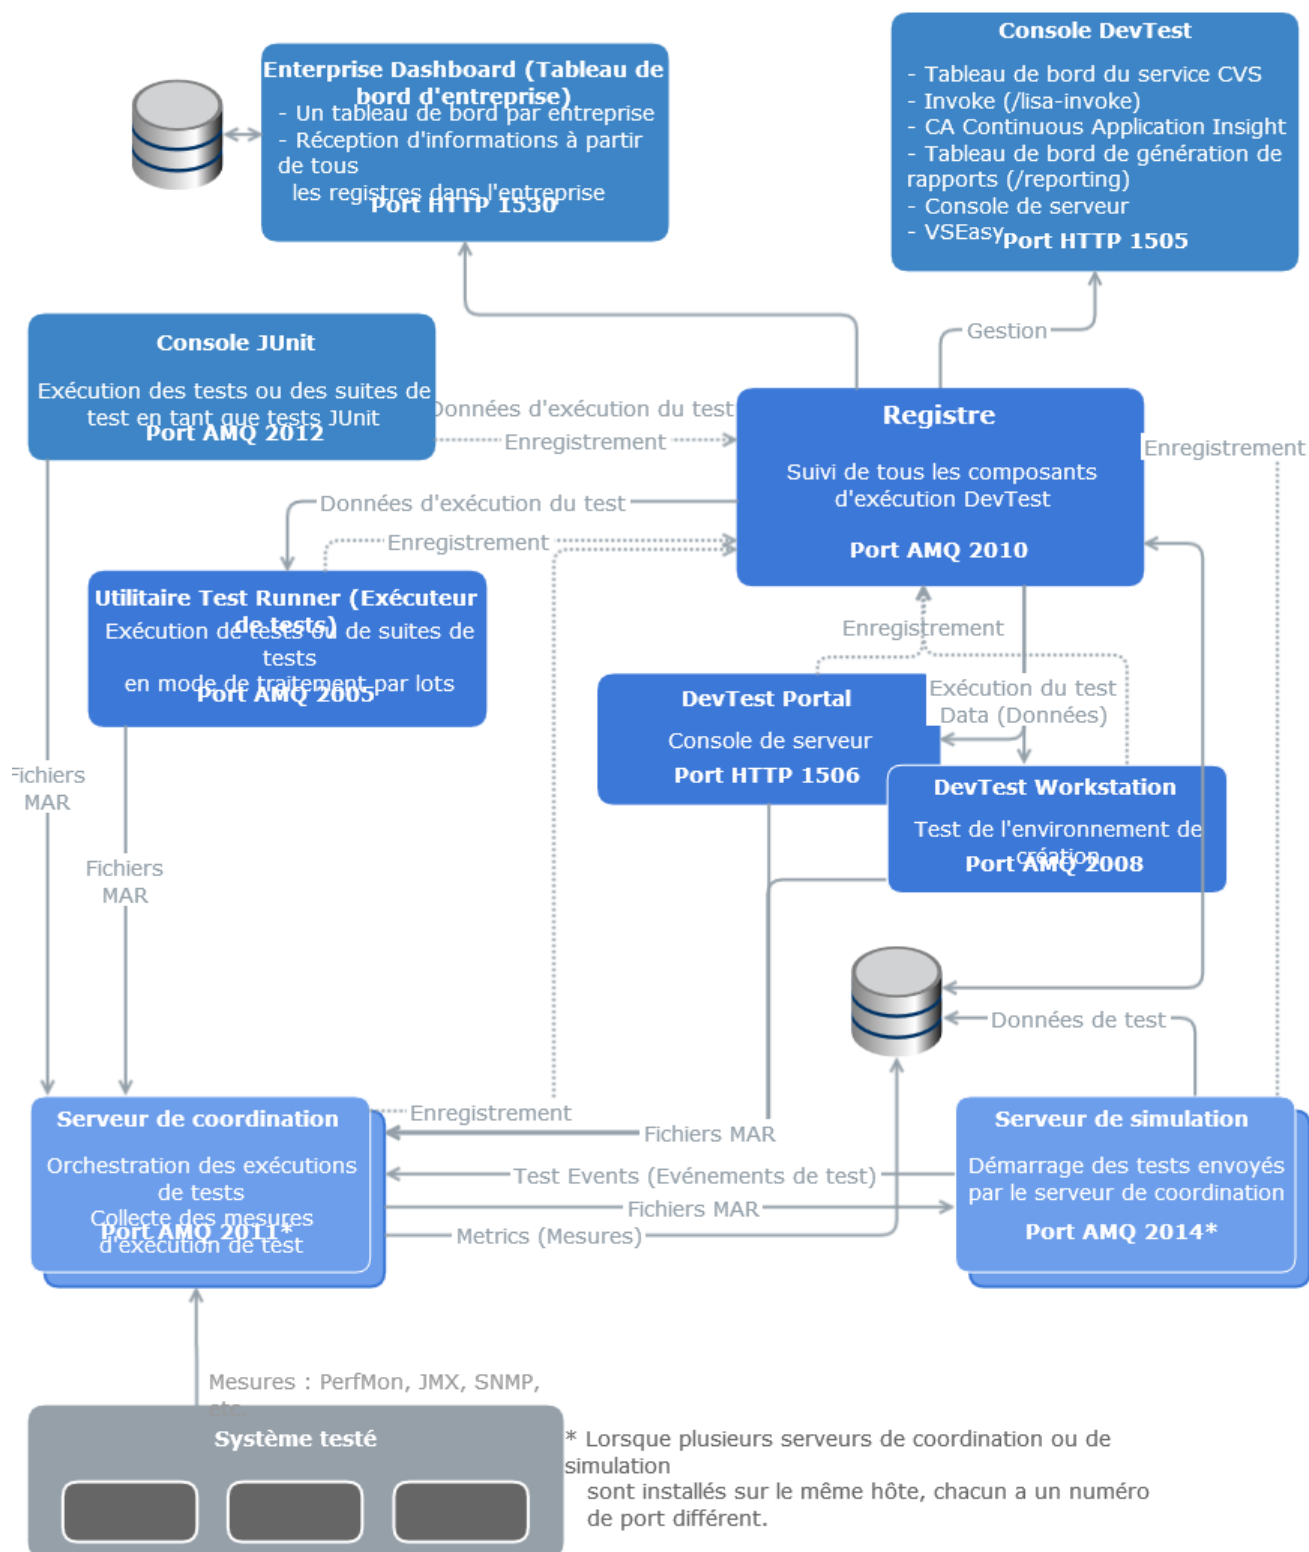 Console DevTest
- Tableau de bord du service CVS
- Invoke (/lisa-invoke)
- CA Continuous Application Insight
- Tableau de bord de génération de
rapports (/reporting)
- Console de serveur
- VSEasy
Port HTTP 1505
Enterprise Dashboard (Tableau de
bord d'entreprise)
- Un tableau de bord par entreprise
- Réception d'informations à partir
de tous
les registres dans l'entreprise
Port HTTP 1530
Gestion
Console JUnit
Exécution des tests ou des suites de
test en tant que tests JUnit
Port AMQ 2012
Données d'exécution du test
Enregistrement
Registre
Suivi de tous les composants
d'exécution DevTest
Port AMQ 2010
Enregistrement
Données d'exécution du test
Enregistrement
Utilitaire Test Runner (Exécuteur
de tests)
Exécution de tests ou de suites de
tests
en mode de traitement par lots
Port AMQ 2005
Enregistrement
Exécution du test
Data (Données)
DevTest Portal
Console de serveur
Port HTTP 1506
DevTest Workstation
Test de l'environnement de
création
Port AMQ 2008
Fichiers
MAR
Fichiers
MAR
Données de test
Serveur de coordination
Orchestration des exécutions
de tests
Collecte des mesures
d'exécution de test
Port AMQ 2011*
Enregistrement
Fichiers MAR
Test Events (Evénements de test)
Fichiers MAR
Metrics (Mesures)
Serveur de simulation
Démarrage des tests envoyés
par le serveur de coordination
Port AMQ 2014*
Mesures : PerfMon, JMX, SNMP,
etc.
Système testé
* Lorsque plusieurs serveurs de coordination ou de
simulation
sont installés sur le même hôte, chacun a un numéro
de port différent.